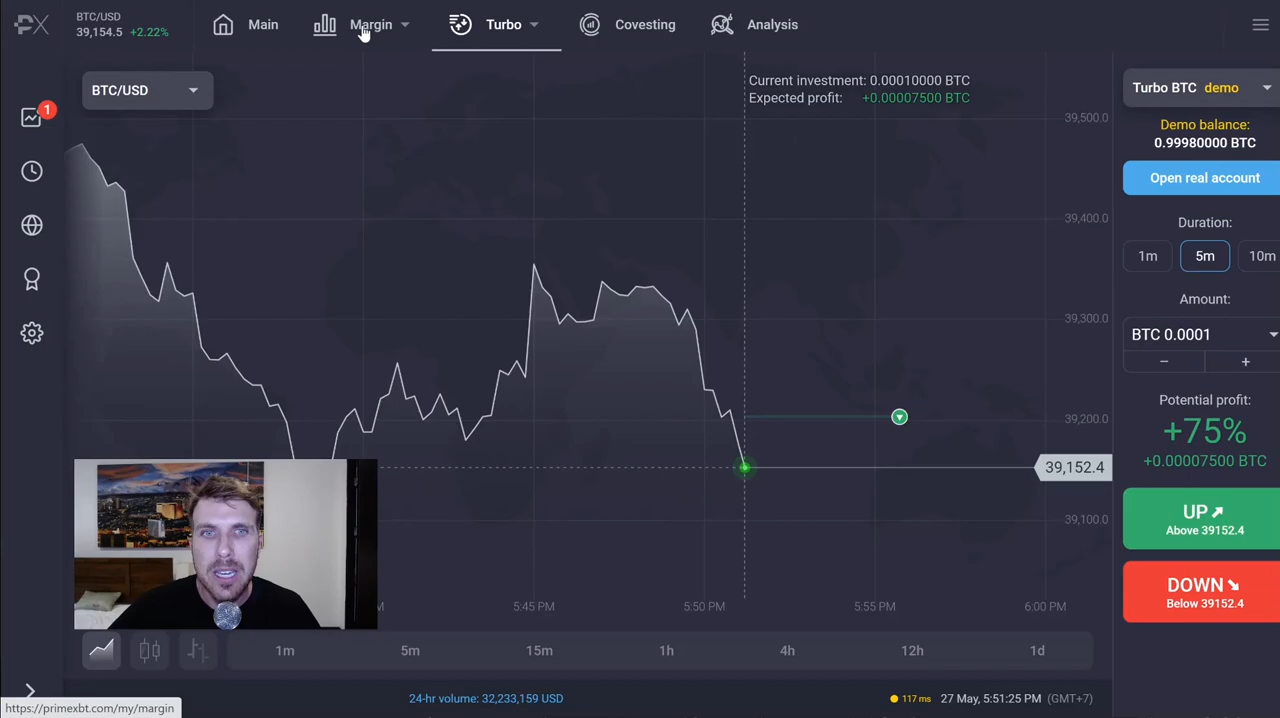 PX
BTC/USD
39,154.5 +2.22%
Main
Margin
Turbo
Covesting
Analysis
BTC/USD
1
Current investment: 0.00010000 BTC
Expected profit: +0.00007500 BTC
39,500.0
39,400.0
39,300.0
39,200.0
39,152.4
39,100.0
Turbo BTC demo
Demo balance:
0.99980000 BTC
Open real account
Duration:
1m 5m 10m
Amount:
BTC 0.0001
− +
Potential profit:
+75%
+0.00007500 BTC
UP
Above 39152.4
DOWN
Below 39152.4
M 5:45 PM 5:50 PM 5:55 PM 6:00 PM
1m 5m 15m 1h 4h 12h 1d
24-hr volume: 32,233,159 USD
117 ms 27 May, 5:51:25 PM (GMT+7)
https://primexbt.com/my/margin